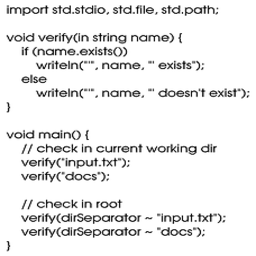 import std.stdio, std.file, std.path;

void verify(in string name) {
    if (name.exists())
        writeln("'", name, "' exists");
    else
        writeln("'", name, "' doesn't exist");
}

void main() {
    // check in current working dir
    verify("input.txt");
    verify("docs");

    // check in root
    verify(dirSeparator ~ "input.txt");
    verify(dirSeparator ~ "docs");
}